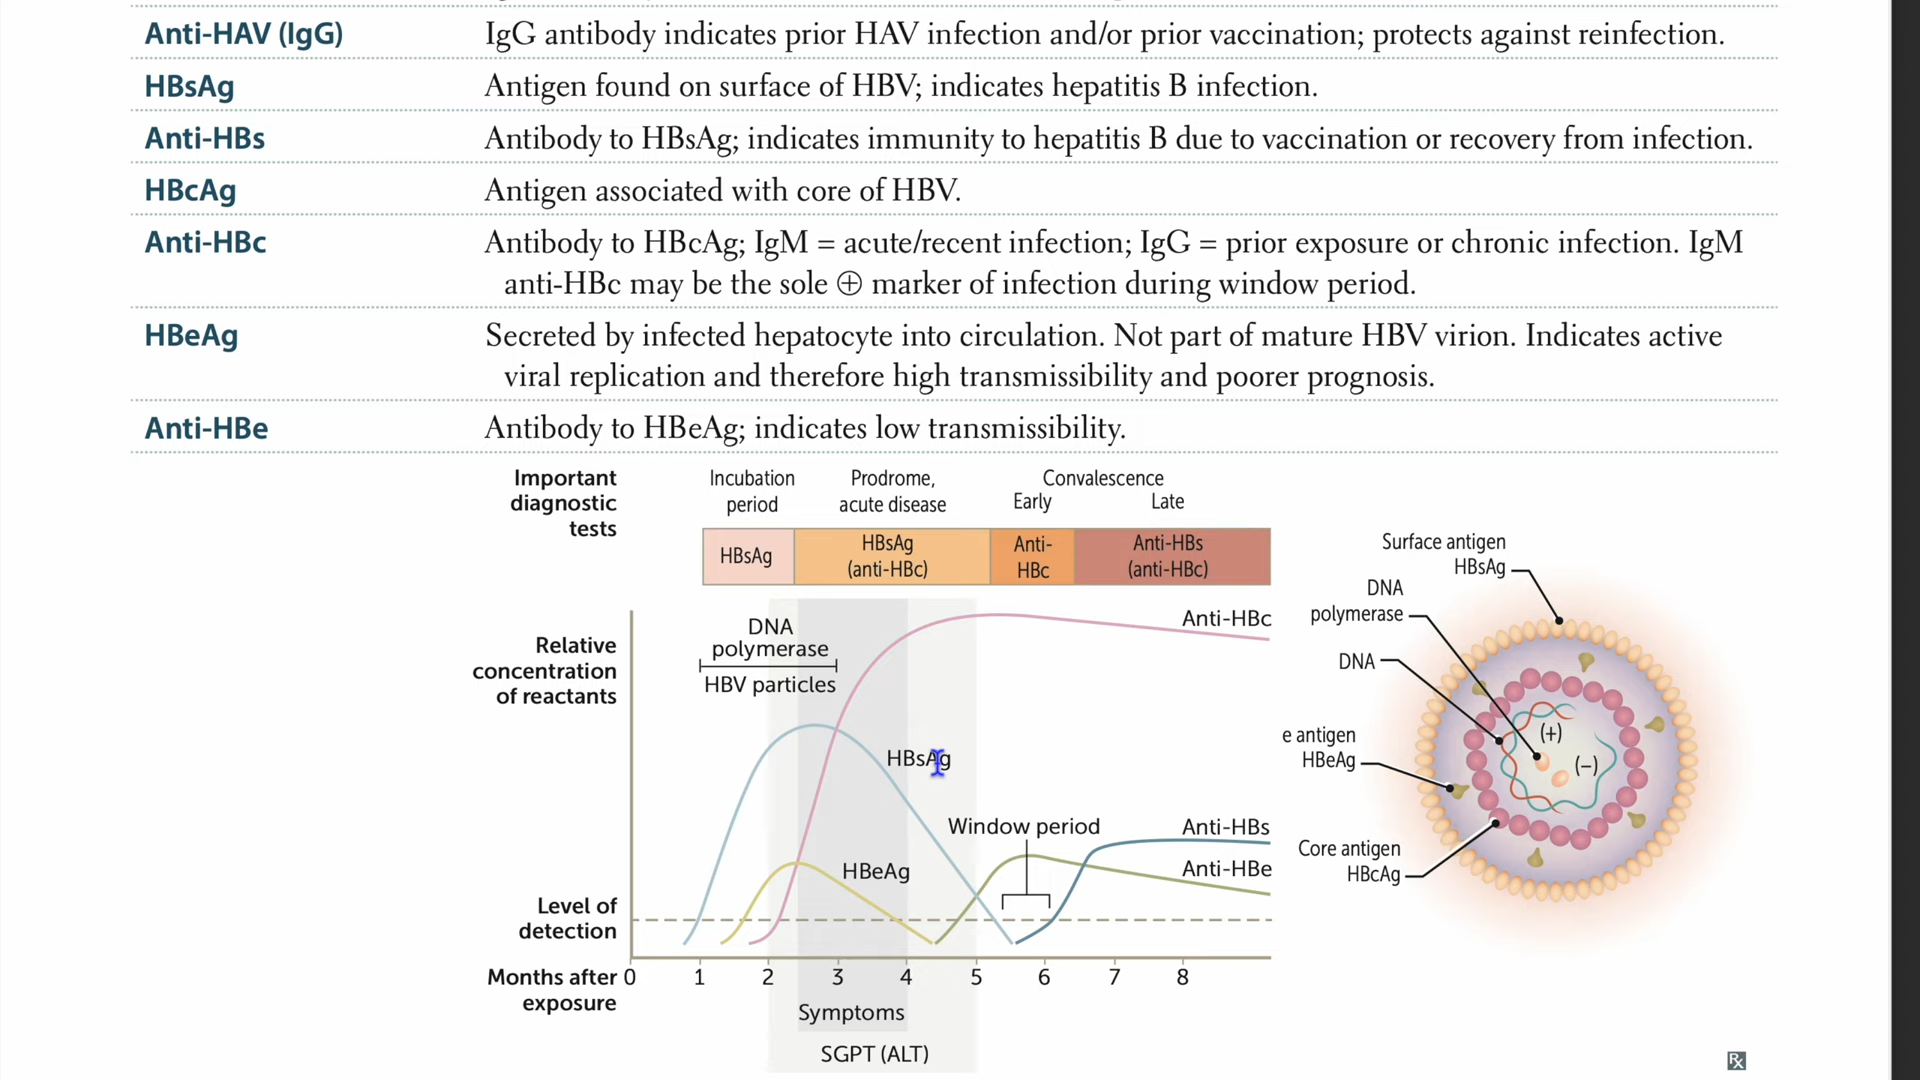 Anti-HAV (IgG) IgG antibody indicates prior HAV infection and/or prior vaccination; protects against reinfection.
HBsAg Antigen found on surface of HBV; indicates hepatitis B infection.
Anti-HBs Antibody to HBsAg; indicates immunity to hepatitis B due to vaccination or recovery from infection.
HBcAg Antigen associated with core of HBV.
Anti-HBc Antibody to HBcAg; IgM = acute/recent infection; IgG = prior exposure or chronic infection. IgM
anti-HBc may be the sole ⊕ marker of infection during window period.
HBeAg Secreted by infected hepatocyte into circulation. Not part of mature HBV virion. Indicates active
viral replication and therefore high transmissibility and poorer prognosis.
Anti-HBe Antibody to HBeAg; indicates low transmissibility.
Important
diagnostic
tests
Incubation
period
Prodrome,
acute disease
Convalescence
Early Late
HBsAg
HBsAg
(anti-HBc)
Anti-
HBc
Anti-HBs
(anti-HBc)
Relative
concentration
of reactants
DNA
polymerase
HBV particles
Anti-HBc
HBsAg
Window period
Anti-HBs
HBeAg
Anti-HBe
Level of
detection
Months after
exposure
0 1 2 3 4 5 6 7 8
Symptoms
SGPT (ALT)
Surface antigen
HBsAg
DNA
polymerase
DNA
(+)
(−)
e antigen
HBeAg
Core antigen
HBcAg
Rx